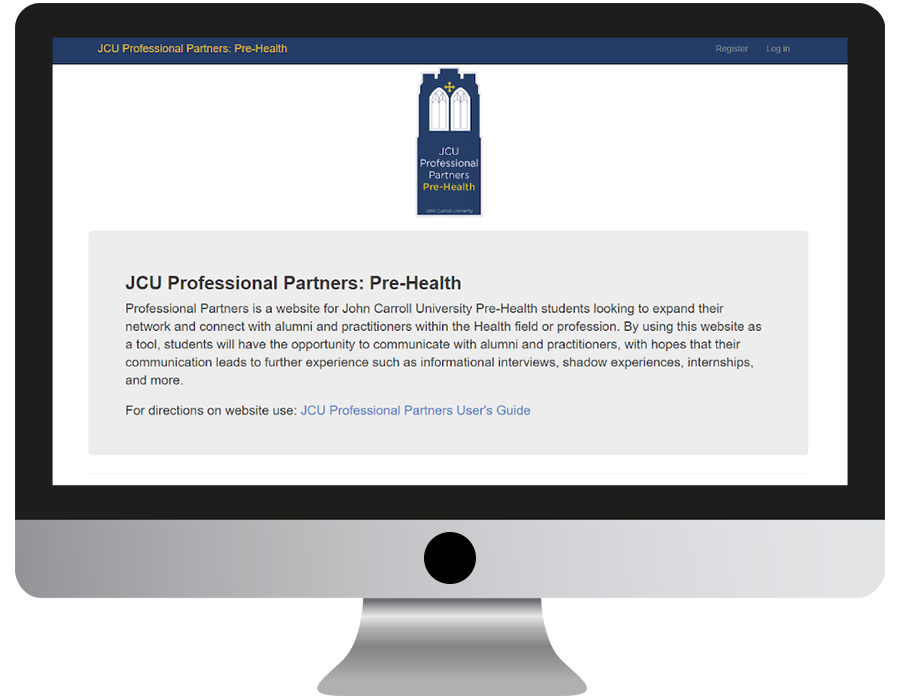 JCU Professional Partners: Pre-Health
Register Log in
JCU
Professional
Partners
Pre-Health
John Carroll University
JCU Professional Partners: Pre-Health
Professional Partners is a website for John Carroll University Pre-Health students looking to expand their
network and connect with alumni and practitioners within the Health field or profession. By using this website as
a tool, students will have the opportunity to communicate with alumni and practitioners, with hopes that their
communication leads to further experience such as informational interviews, shadow experiences, internships,
and more.
For directions on website use: JCU Professional Partners User's Guide